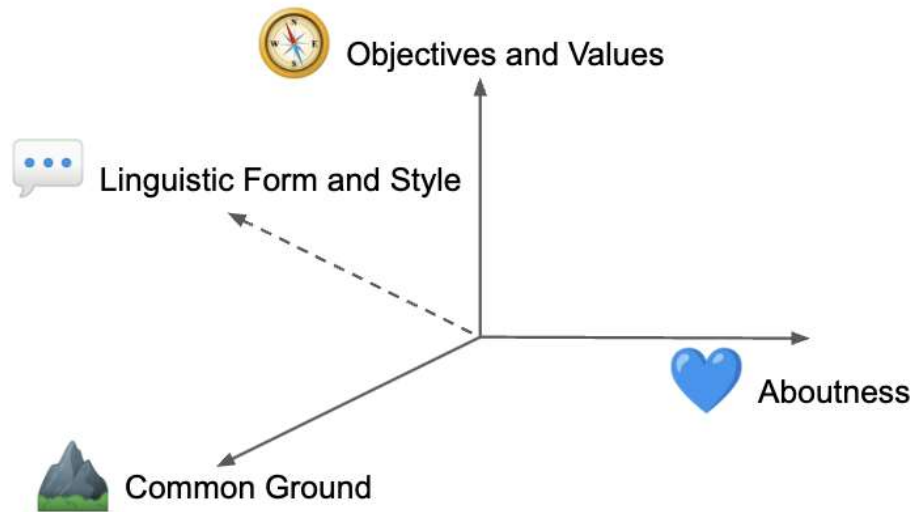 Objectives and Values
Linguistic Form and Style
Aboutness
Common Ground